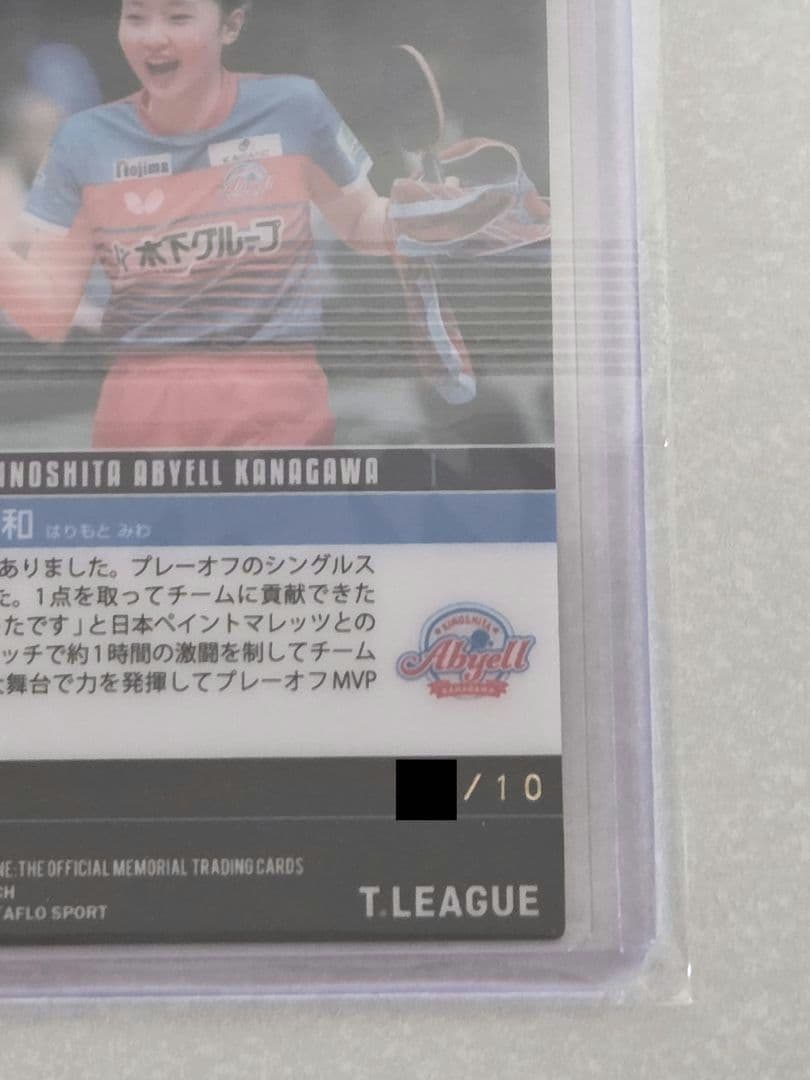 nojima
木下グループ
INOSHITA ABYELL KANAGAWA
和 はりもと みわ
ありました。プレーオフのシングルス
た。1点を取ってチームに貢献できた
たです」と日本ペイントマレッツとの
ッチで約1時間の激闘を制してチーム
舞台で力を発揮してプレーオフMVP
KINOSHITA
Abyell
KANAGAWA
/10
NE:THE OFFICIAL MEMORIAL TRADING CARDS
CH
AFLO SPORT
T.LEAGUE